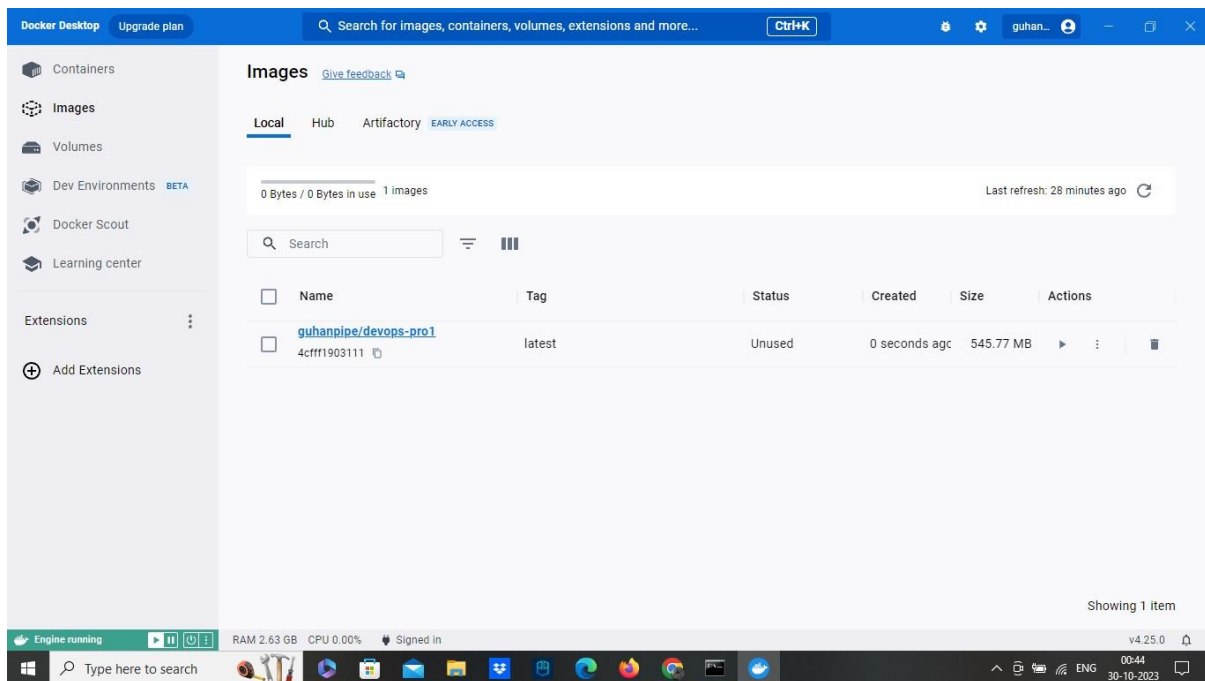 Docker Desktop Upgrade plan Search for images, containers, volumes, extensions and more... Ctrl+K guhan...
Containers
Images
Volumes
Dev Environments BETA
Docker Scout
Learning center
Extensions
Add Extensions
Images Give feedback
Local Hub Artifactory EARLY ACCESS
0 Bytes / 0 Bytes in use 1 images Last refresh: 28 minutes ago
Search
Name Tag Status Created Size Actions
guhanpipe/devops-pro1 latest Unused 0 seconds agc 545.77 MB
4cfff1903111
Showing 1 item
Engine running RAM 2.63 GB CPU 0.00% Signed in v4.25.0
Type here to search ENG 00:44
30-10-2023